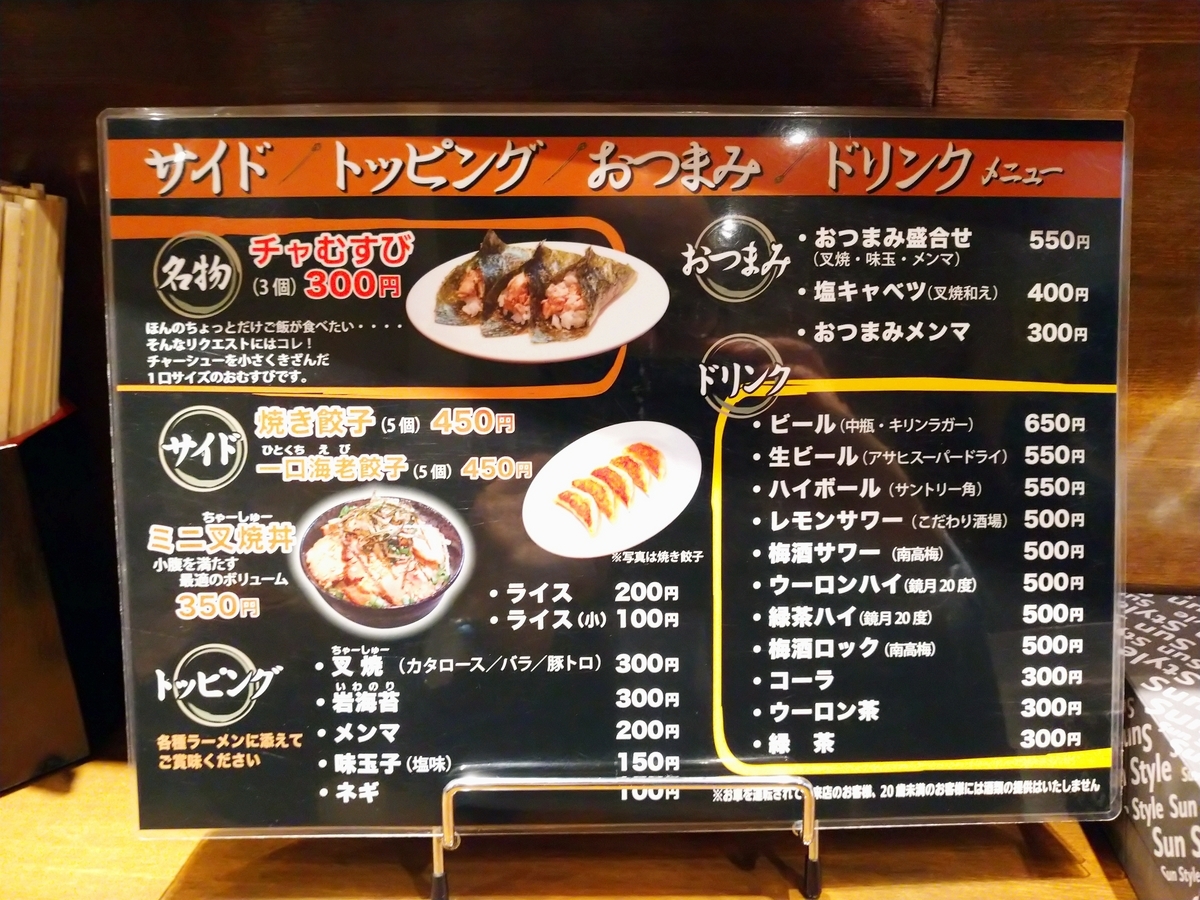 サイド / トッピング / おつまみ / ドリンク メニュー
名物
チャむすび
(3個) 300円
ほんのちょっとだけご飯が食べたい・・・・
そんなリクエストにはコレ！
チャーシューを小さくきざんだ
1口サイズのおむすびです。
サイド
焼き餃子(5個) 450円
ひとくち えび
一口海老餃子(5個) 450円
※写真は焼き餃子
ちゃーしゅー
ミニ叉焼丼
小腹を満たす
最適のボリューム
350円
・ライス 200円
・ライス(小) 100円
トッピング
各種ラーメンに添えて
ご賞味ください
ちゃーしゅー
・叉焼 (カタロース／バラ／豚トロ) 300円
いわのり
・岩海苔 300円
・メンマ 200円
・味玉子(塩味) 150円
・ネギ 100円
おつまみ
・おつまみ盛合せ 550円
(叉焼・味玉・メンマ)
・塩キャベツ(叉焼和え) 400円
・おつまみメンマ 300円
ドリンク
・ビール(中瓶・キリンラガー) 650円
・生ビール(アサヒスーパードライ) 550円
・ハイボール (サントリー角) 550円
・レモンサワー (こだわり酒場) 500円
・梅酒サワー (南高梅) 500円
・ウーロンハイ(鏡月20度) 500円
・緑茶ハイ(鏡月20度) 500円
・梅酒ロック(南高梅) 500円
・コーラ 300円
・ウーロン茶 300円
・緑 茶 300円
※お車を運転されて来店のお客様、20歳未満のお客様には酒類の提供はいたしません
Sun Style